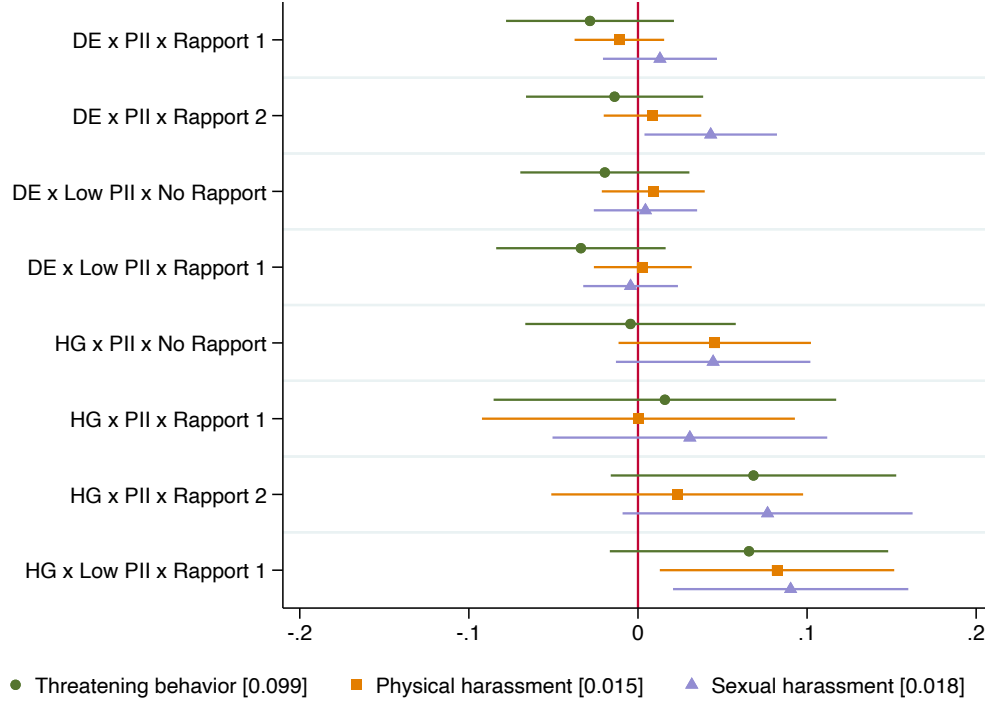 DE x PII x Rapport 1
DE x PII x Rapport 2
DE x Low PII x No Rapport
DE x Low PII x Rapport 1
HG x PII x No Rapport
HG x PII x Rapport 1
HG x PII x Rapport 2
HG x Low PII x Rapport 1
-.2 -.1 0 .1 .2
Threatening behavior [0.099] Physical harassment [0.015] Sexual harassment [0.018]